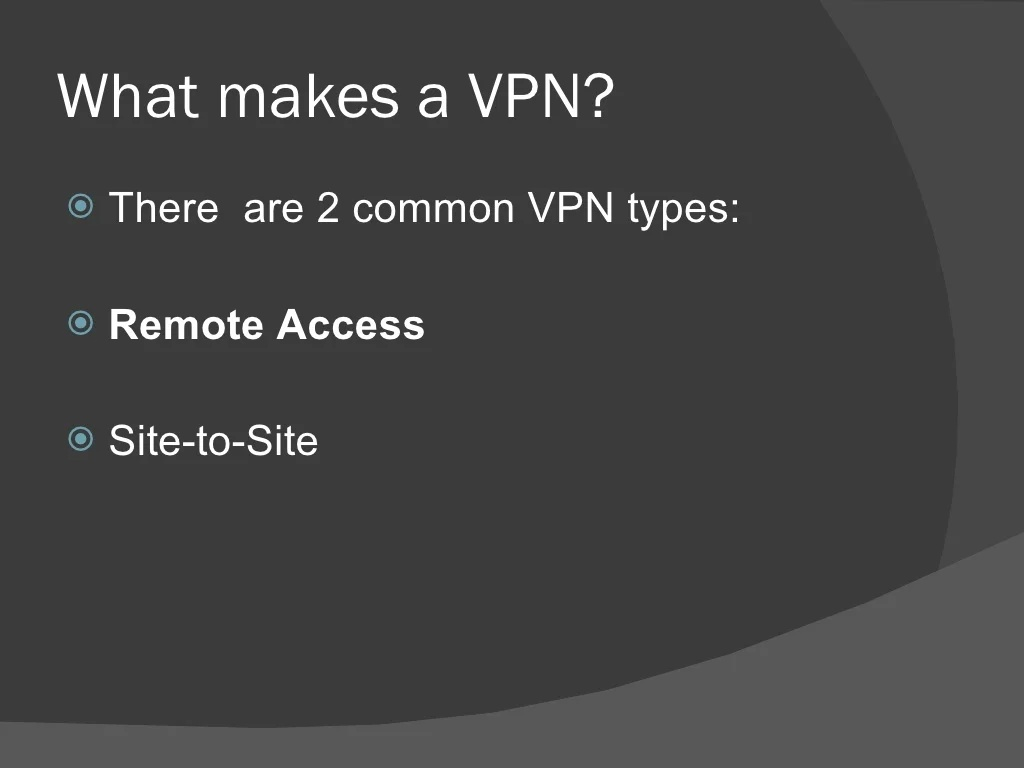 What makes a VPN?
There  are 2 common VPN types:
Remote Access
Site-to-Site